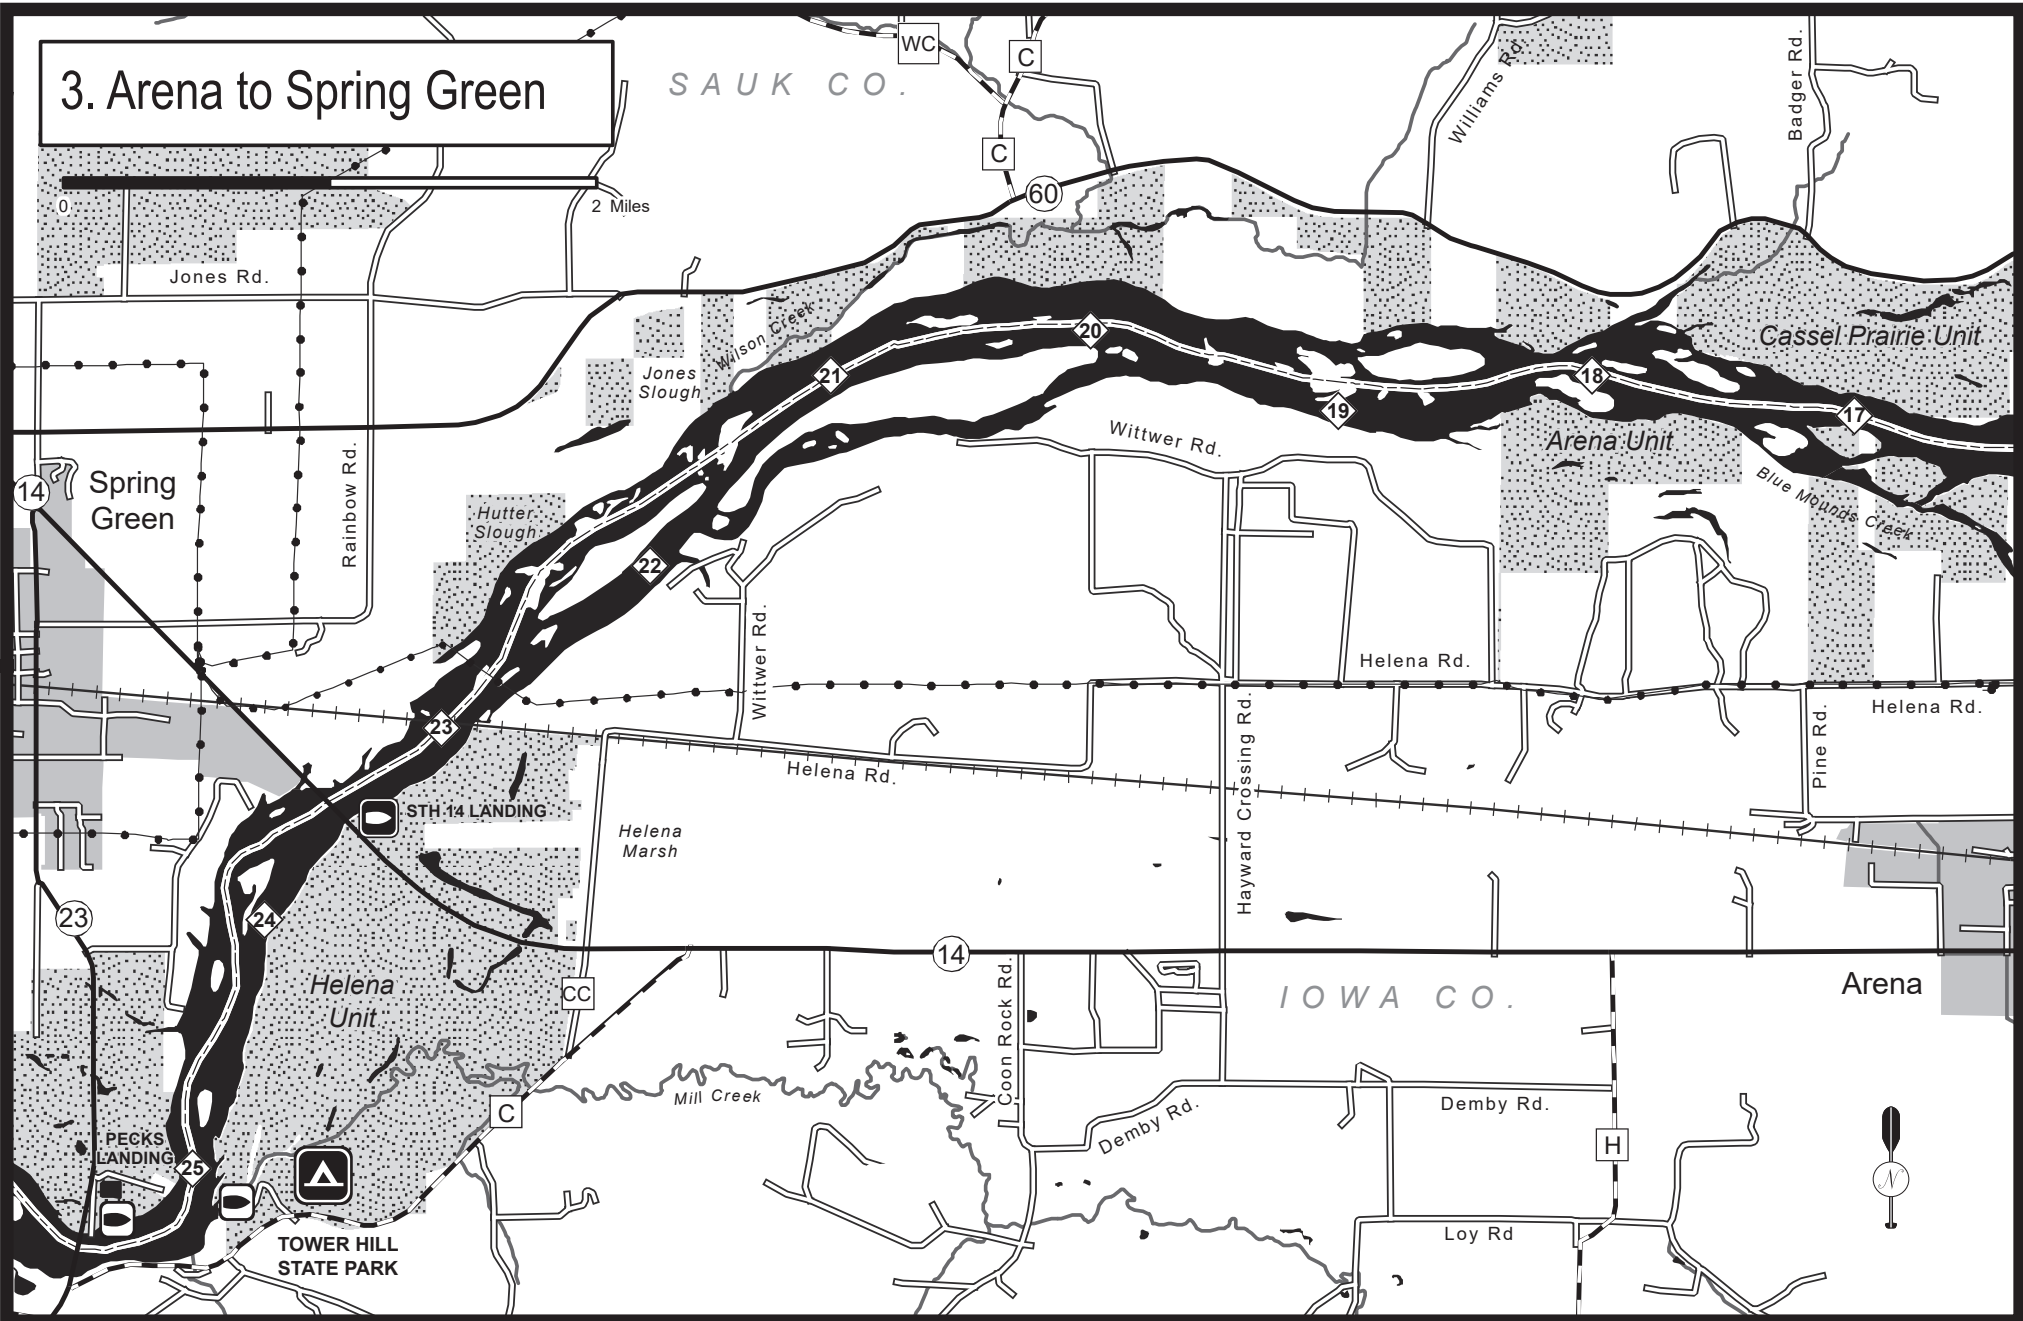 3. Arena to Spring Green
SAUK CO.
WC
C
C
60
0
2 Miles
Williams Rd.
Badger Rd.
Jones Rd.
Wilson Creek
Jones
Slough
Cassel Prairie Unit
20
21
19
18
17
Arena Unit
Wittwer Rd.
Blue Mounds Creek
14
Spring
Green
Rainbow Rd.
Hutter
Slough
22
Wittwer Rd.
Helena Rd.
Helena Rd.
Hayward Crossing Rd.
Pine Rd.
23
Helena Rd.
STH 14 LANDING
Helena
Marsh
24
23
14
Arena
Helena
Unit
CC
Coon Rock Rd.
IOWA CO.
Mill Creek
C
Demby Rd.
Demby Rd.
H
PECKS
LANDING
25
N
TOWER HILL
STATE PARK
Loy Rd